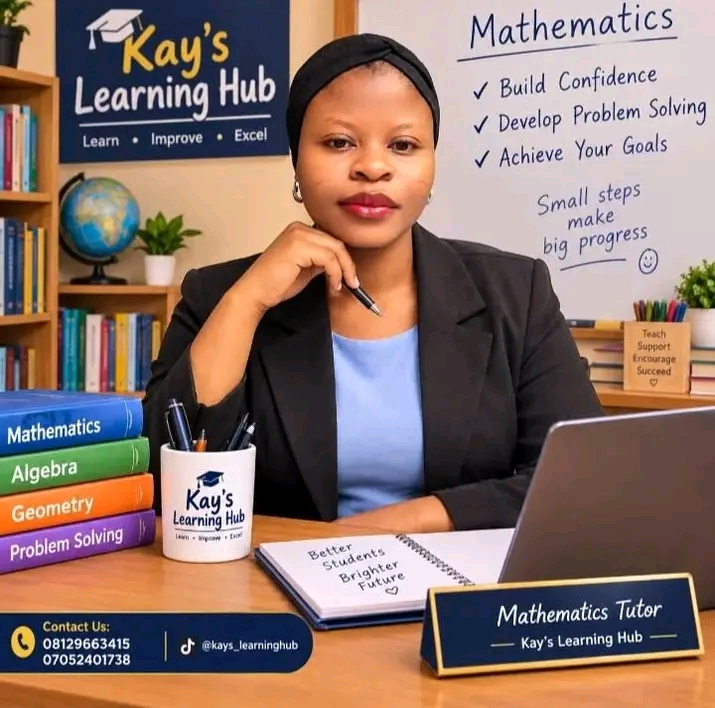 Kay's
Learning Hub
Learn • Improve • Excel
Mathematics
✓ Build Confidence
✓ Develop Problem Solving
✓ Achieve Your Goals
Small steps
make
big progress
Teach
Support
Encourage
Succeed
Mathematics
Algebra
Geometry
Problem Solving
Kay's
Learning Hub
Learn • Improve • Excel
Better
Students
Brighter
Future
Mathematics Tutor
Kay's Learning Hub
Contact Us:
08129663415
07052401738
@kays_learninghub